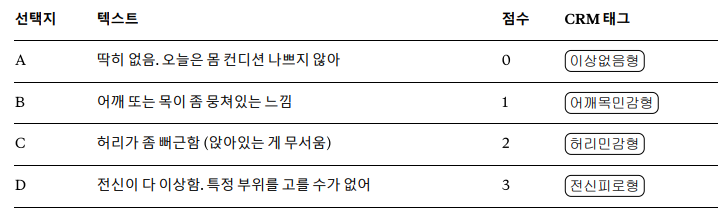 선택지 텍스트 점수 CRM 태그
A 딱히 없음. 오늘은 몸 컨디션 나쁘지 않아 0 이상없음형
B 어깨 또는 목이 좀 뭉쳐있는 느낌 1 어깨목민감형
C 허리가 좀 뻐근함 (앉아있는 게 무서움) 2 허리민감형
D 전신이 다 이상함. 특정 부위를 고를 수가 없어 3 전신피로형